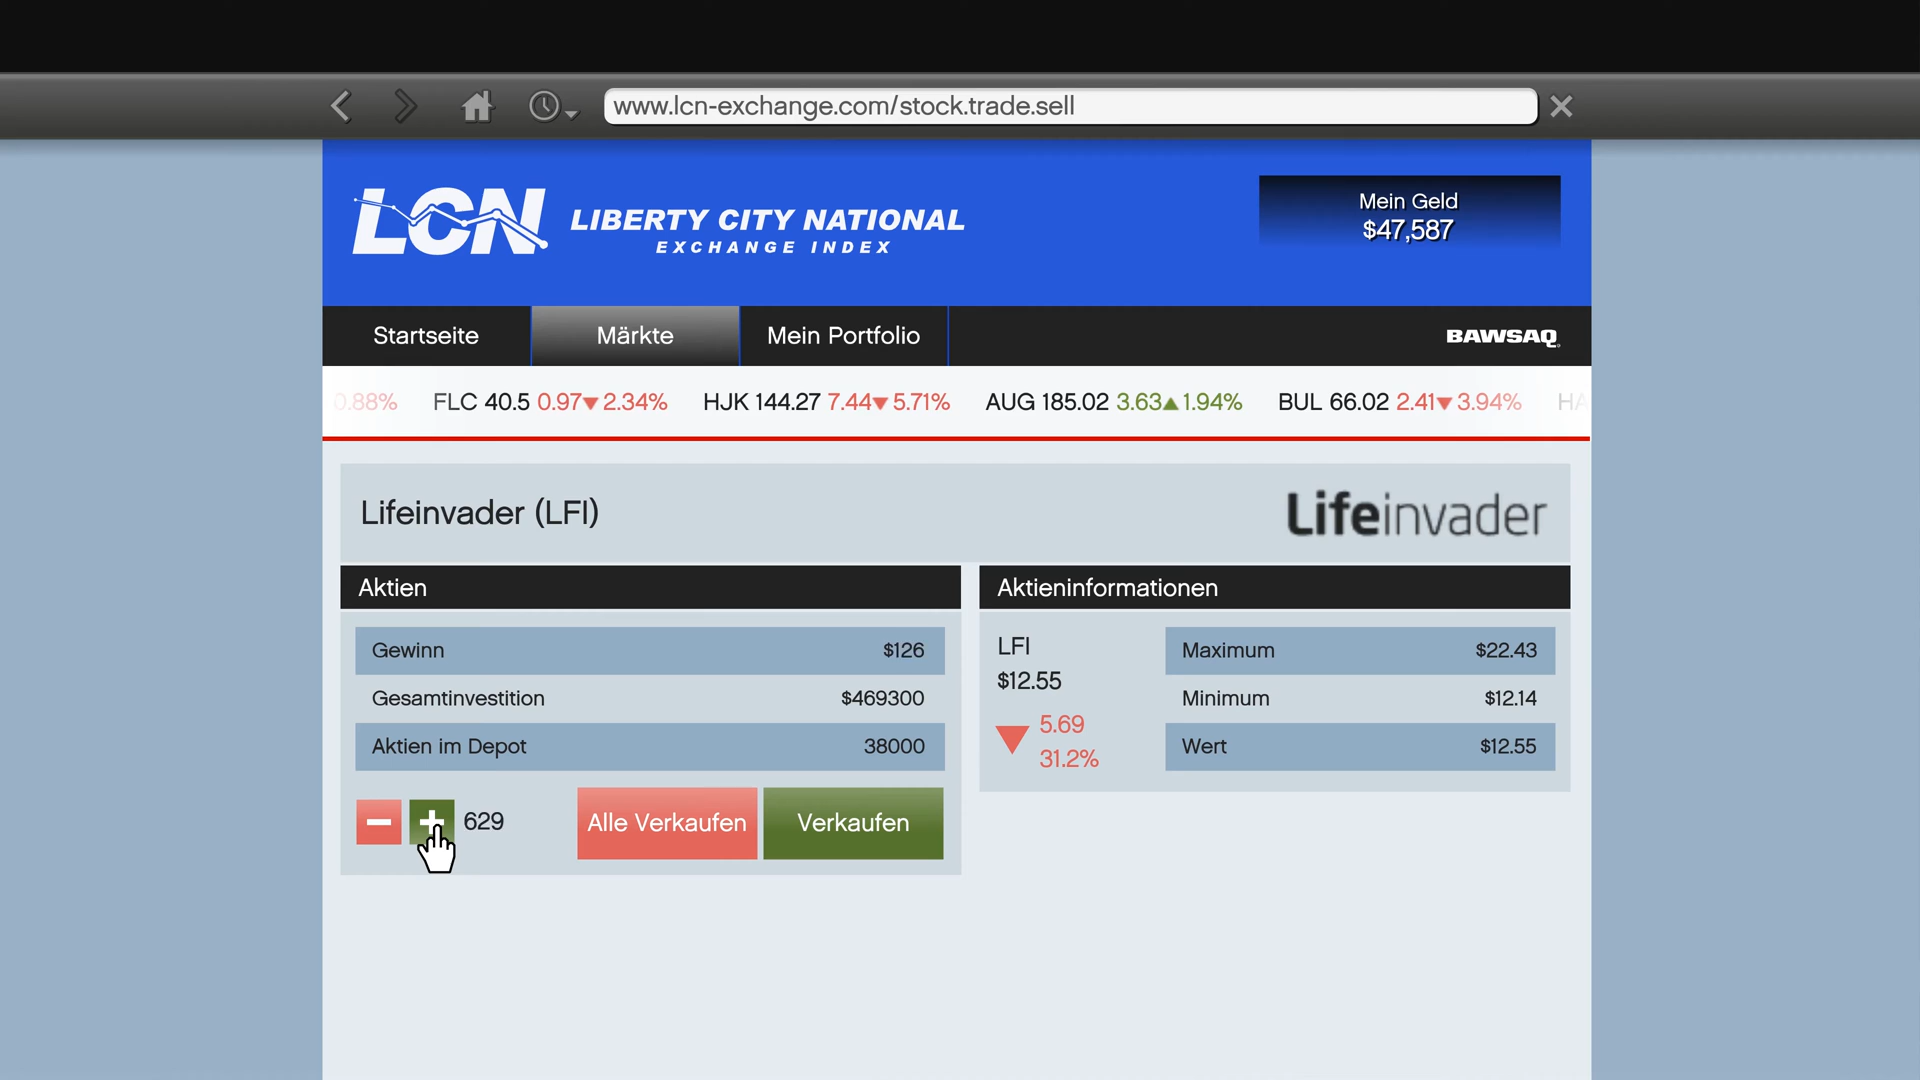 www.lcn-exchange.com/stock.trade.sell
LCN LIBERTY CITY NATIONAL
EXCHANGE INDEX
Mein Geld
$47,587
Startseite Märkte Mein Portfolio BAWSAQ
0.88% FLC 40.5 0.97▼2.34% HJK 144.27 7.44▼5.71% AUG 185.02 3.63▲1.94% BUL 66.02 2.41▼3.94% HA
Lifeinvader (LFI) Lifeinvader
Aktien
Gewinn $126
Gesamtinvestition $469300
Aktien im Depot 38000
− + 629 Alle Verkaufen Verkaufen
Aktieninformationen
LFI
$12.55
▼ 5.69
31.2%
Maximum $22.43
Minimum $12.14
Wert $12.55